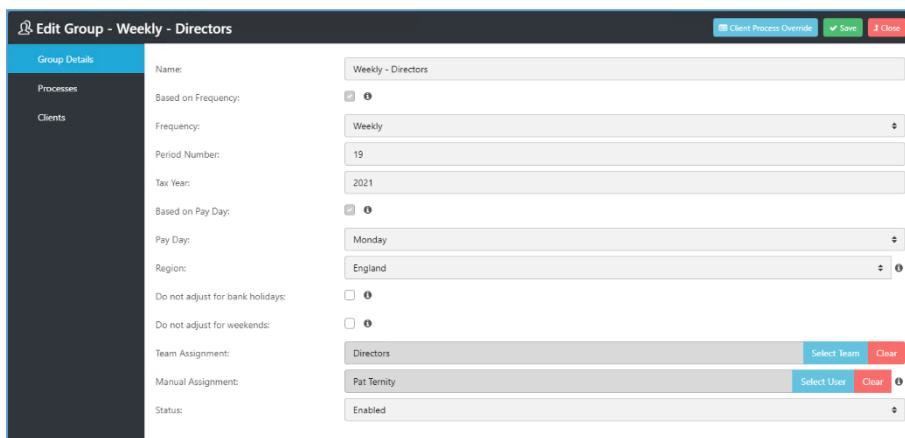 Edit Group - Weekly - Directors
Client Process Override Save Close
Group Details
Processes
Clients
Name: Weekly - Directors
Based on Frequency:
Frequency: Weekly
Period Number: 19
Tax Year: 2021
Based on Pay Day:
Pay Day: Monday
Region: England
Do not adjust for bank holidays:
Do not adjust for weekends:
Team Assignment: Directors Select Team Clear
Manual Assignment: Pat Ternity Select User Clear
Status: Enabled